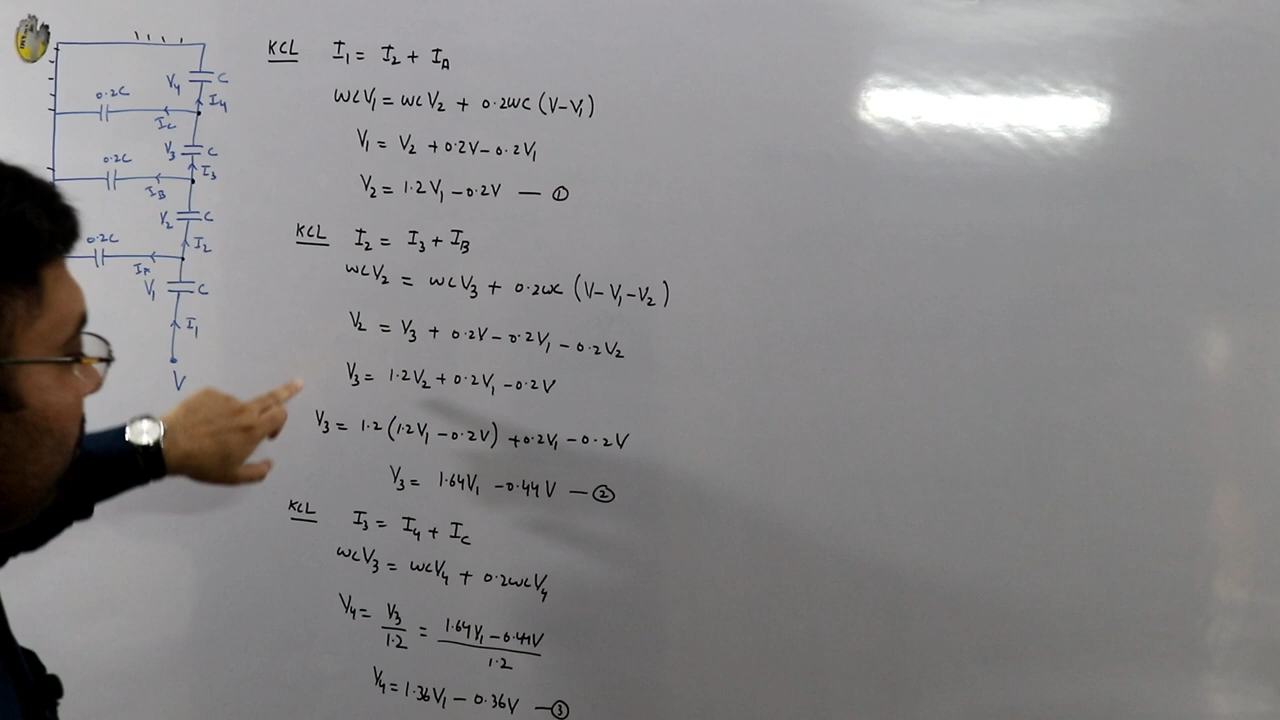 KCL I₁ = I₂ + I_A
ωCV₁ = ωCV₂ + 0.2ωC (V-V₁)
V₁ = V₂ + 0.2V - 0.2V₁
V₂ = 1.2V₁ - 0.2V — ①
KCL I₂ = I₃ + I_B
ωCV₂ = ωCV₃ + 0.2ωC (V-V₁-V₂)
V₂ = V₃ + 0.2V - 0.2V₁ - 0.2V₂
V₃ = 1.2V₂ + 0.2V₁ - 0.2V
V₃ = 1.2(1.2V₁ - 0.2V) + 0.2V₁ - 0.2V
V₃ = 1.64V₁ - 0.44V — ②
KCL I₃ = I₄ + I_C
ωCV₃ = ωCV₄ + 0.2ωCV₄
V₄ = V₃/1.2 = (1.64V₁ - 0.44V)/1.2
V₄ = 1.36V₁ - 0.36V — ③
V₄ C
0.2C I₄
I_C
V₃ C
0.2C I₃
I_B
V₂ C
0.2C I₂
I_A
V₁ C
I₁
V